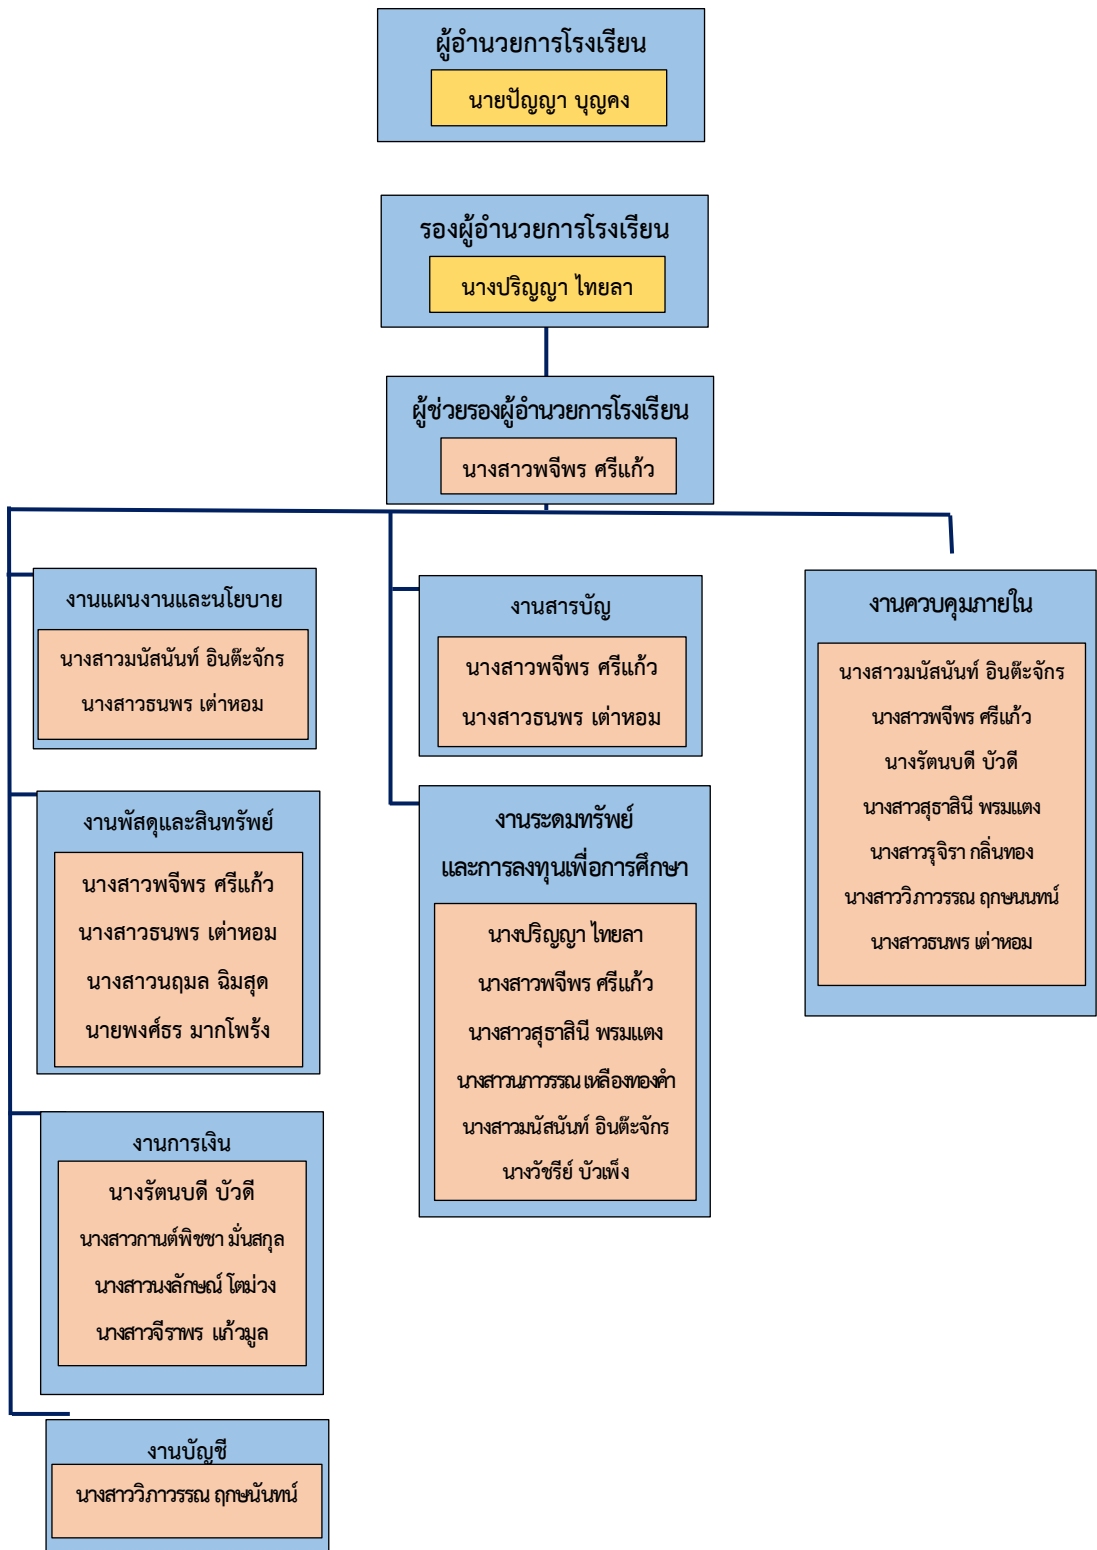 ผู้อำนวยการโรงเรียน
นายปัญญา บุญคง
รองผู้อำนวยการโรงเรียน
นางปริญญา ไทยลา
ผู้ช่วยรองผู้อำนวยการโรงเรียน
นางสาวพจีพร ศรีแก้ว
งานแผนงานและนโยบาย
นางสาวมนัสนันท์ อินต๊ะจักร
นางสาวธนพร เต่าหอม
งานพัสดุและสินทรัพย์
นางสาวพจีพร ศรีแก้ว
นางสาวธนพร เต่าหอม
นางสาวนฤมล ฉิมสุด
นายพงศ์ธร มากโพร้ง
งานการเงิน
นางรัตนบดี บัวดี
นางสาวกานต์พิชชา มั่นสกุล
นางสาวนงลักษณ์ โตม่วง
นางสาวจีราพร แก้วมูล
งานบัญชี
นางสาววิภาวรรณ ฤกษนันทน์
งานสารบัญ
นางสาวพจีพร ศรีแก้ว
นางสาวธนพร เต่าหอม
งานระดมทรัพย์
และการลงทุนเพื่อการศึกษา
นางปริญญา ไทยลา
นางสาวพจีพร ศรีแก้ว
นางสาวสุธาสินี พรมแตง
นางสาวนภาวรรณ เหลืองทองคำ
นางสาวมนัสนันท์ อินต๊ะจักร
นางวัชรีย์ บัวเพ็ง
งานควบคุมภายใน
นางสาวมนัสนันท์ อินต๊ะจักร
นางสาวพจีพร ศรีแก้ว
นางรัตนบดี บัวดี
นางสาวสุธาสินี พรมแตง
นางสาวรุจิรา กลิ่นทอง
นางสาววิภาวรรณ ฤกษนนทน์
นางสาวธนพร เต่าหอม